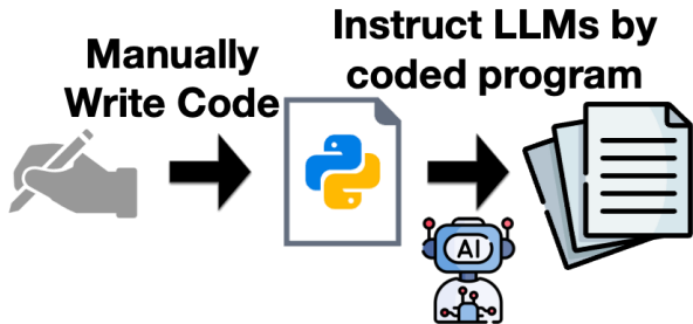 Manually
Write Code
Instruct LLMs by
coded program
AI